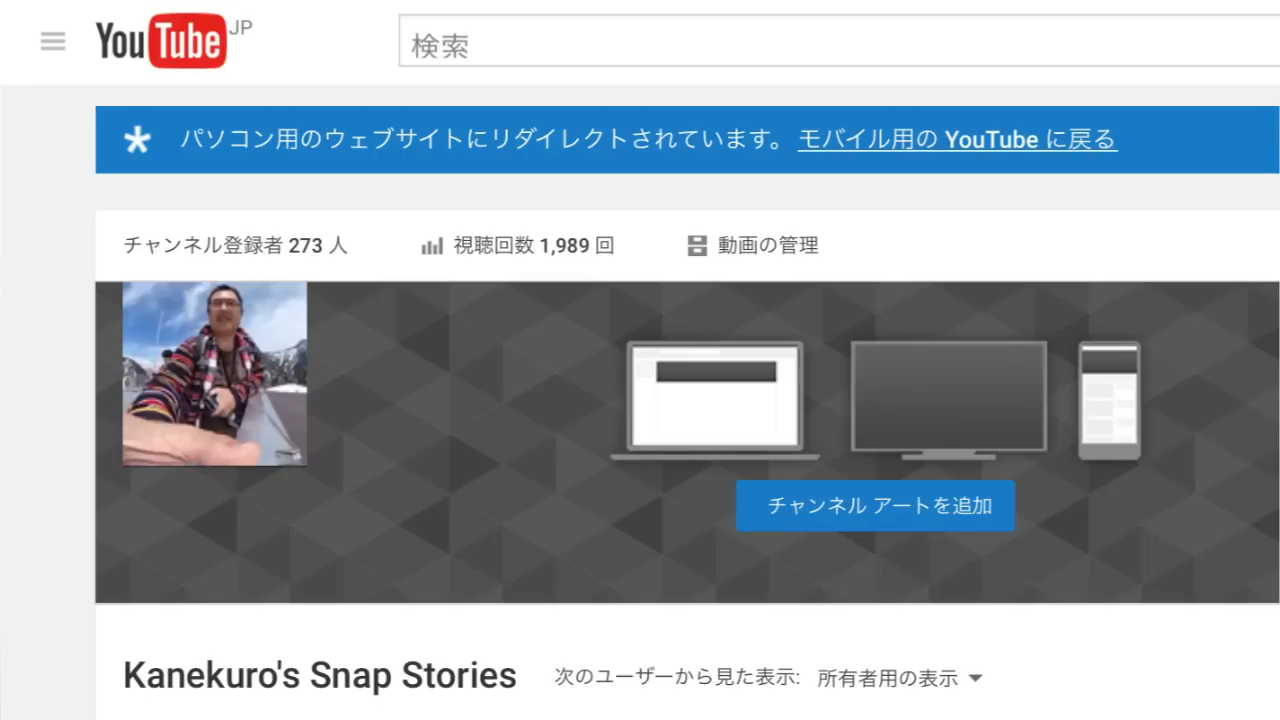 YouTube JP
検索
パソコン用のウェブサイトにリダイレクトされています。 モバイル用の YouTube に戻る
チャンネル登録者 273 人 視聴回数 1,989 回 動画の管理
チャンネル アートを追加
Kanekuro's Snap Stories 次のユーザーから見た表示: 所有者用の表示